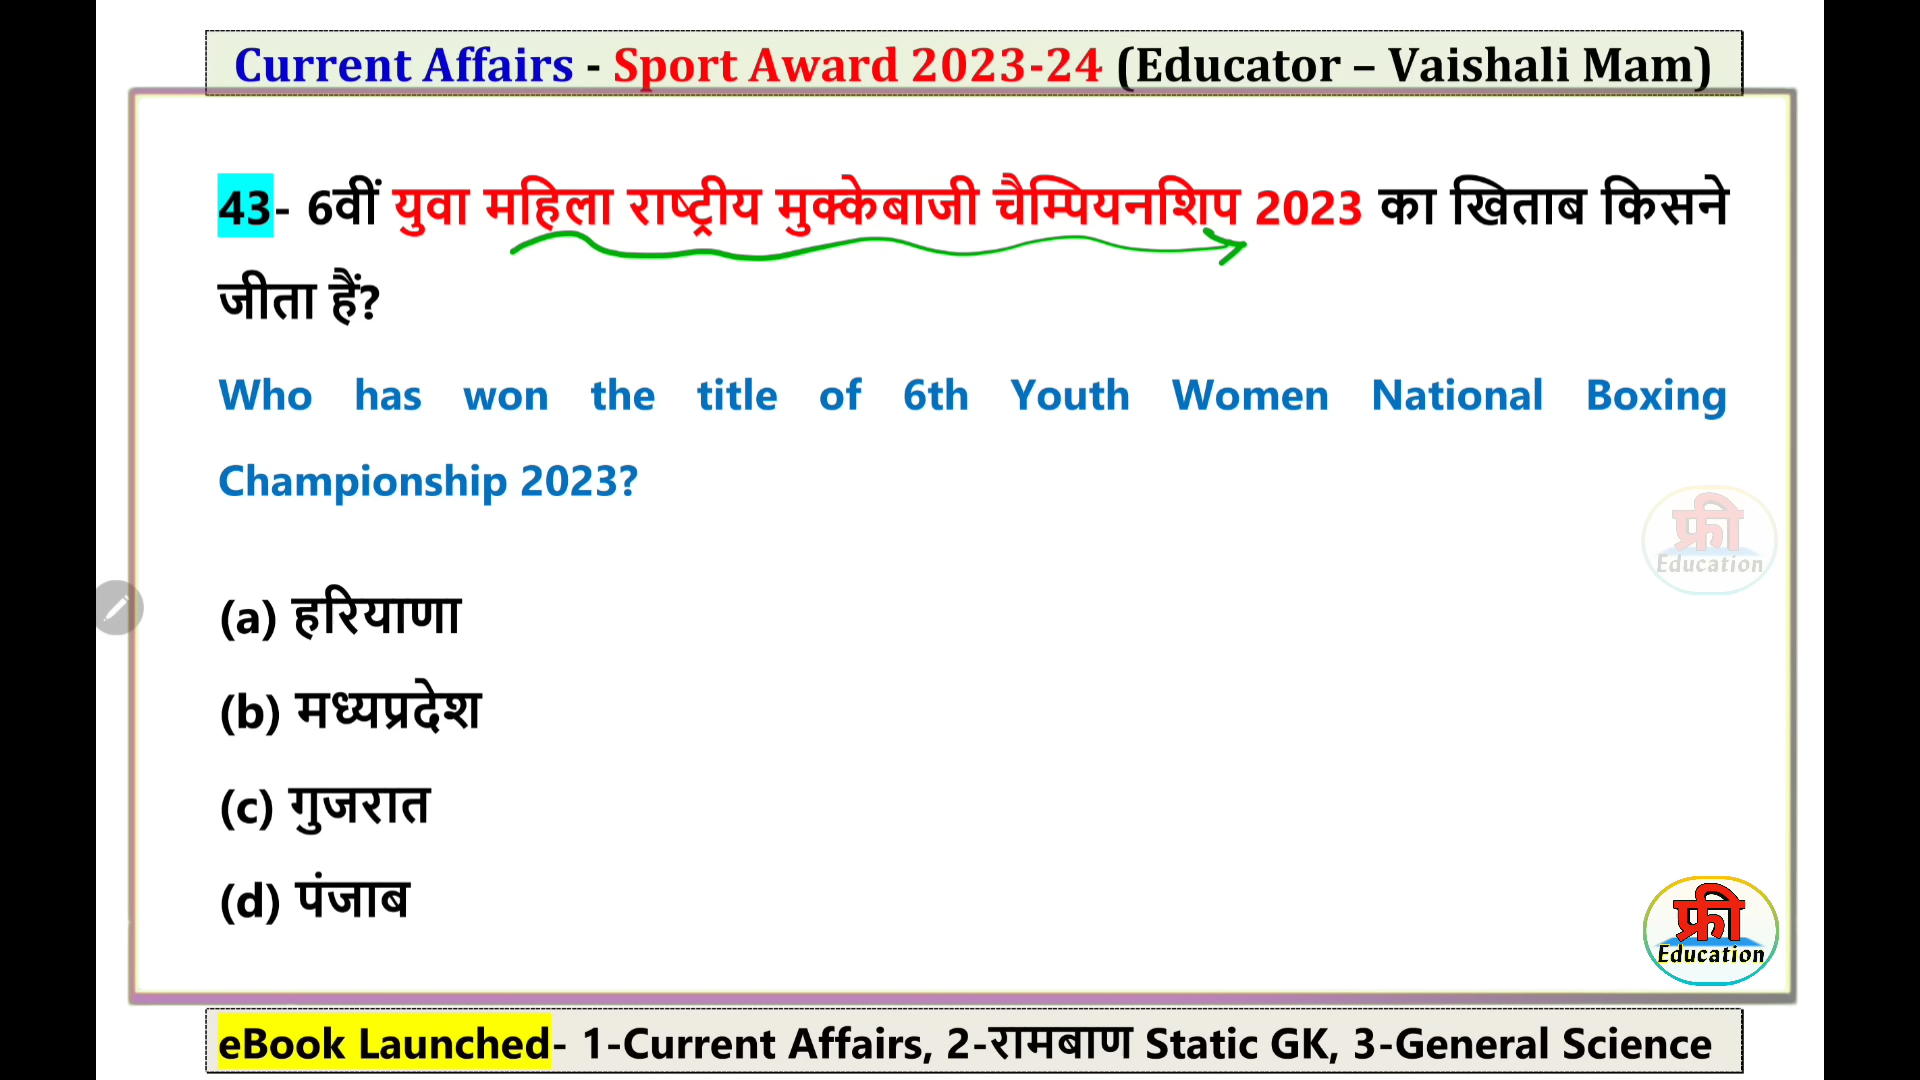 Current Affairs - Sport Award 2023-24 (Educator – Vaishali Mam)
43- 6वीं युवा महिला राष्ट्रीय मुक्केबाजी चैम्पियनशिप 2023 का खिताब किसने
जीता हैं?
Who has won the title of 6th Youth Women National Boxing
Championship 2023?
फ्री
Education
(a) हरियाणा
(b) मध्यप्रदेश
(c) गुजरात
(d) पंजाब
फ्री
Education
eBook Launched- 1-Current Affairs, 2-रामबाण Static GK, 3-General Science